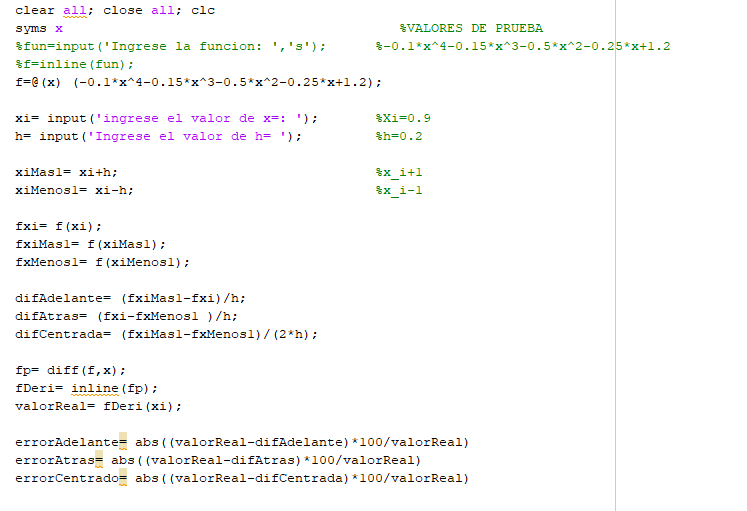 clear all; close all; clc
syms x %VALORES DE PRUEBA
%fun=input('Ingrese la funcion: ','s'); %-0.1*x^4-0.15*x^3-0.5*x^2-0.25*x+1.2
%f=inline(fun);
f=@(x) (-0.1*x^4-0.15*x^3-0.5*x^2-0.25*x+1.2);
xi= input('ingrese el valor de x=: '); %Xi=0.9
h= input('Ingrese el valor de h= '); %h=0.2
xiMas1= xi+h; %x_i+1
xiMenos1= xi-h; %x_i-1
fxi= f(xi);
fxiMas1= f(xiMas1);
fxMenos1= f(xiMenos1);
difAdelante= (fxiMas1-fxi)/h;
difAtras= (fxi-fxMenos1 )/h;
difCentrada= (fxiMas1-fxMenos1)/(2*h);
fp= diff(f,x);
fDeri= inline(fp);
valorReal= fDeri(xi);
errorAdelante= abs((valorReal-difAdelante)*100/valorReal)
errorAtras= abs((valorReal-difAtras)*100/valorReal)
errorCentrado= abs((valorReal-difCentrada)*100/valorReal)